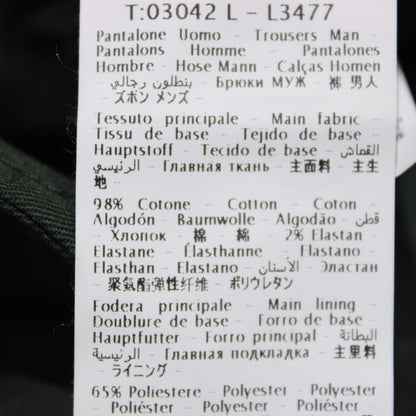 T:03042 L – L3477
Pantalone Uomo – Trousers Man –
Pantalons Homme – Pantalones
Hombre – Hose Mann – Calças Homen
– بنطلون رجالي – Брюки МУЖ – 裤 男人
– ズボン メンズ –
Tessuto principale – Main fabric –
Tissu de base – Tejido de base –
Hauptstoff – Tecido de base – القماش
الرئيسي – Главная ткань – 主面料 – 主生
地 –
98% Cotone – Cotton – Coton –
Algodón – Baumwolle – Algodão – قطن
– Хлопок – 棉 – 綿 – 2% Elastan
Elastane – Élasthanne – Elastano –
Elasthan – Elastano – الأستان – Эластан
– 聚氨酯弹性纤维 – ポリウレタン
Fodera principale – Main lining –
Doublure de base – Forro de base –
Hauptfutter – Forro principal – البطانة
الرئيسية – Главная подкладка – 主里料
– ライニング –
65% Poliestere – Polyester –
Polyester – Poliéster – Polyester –